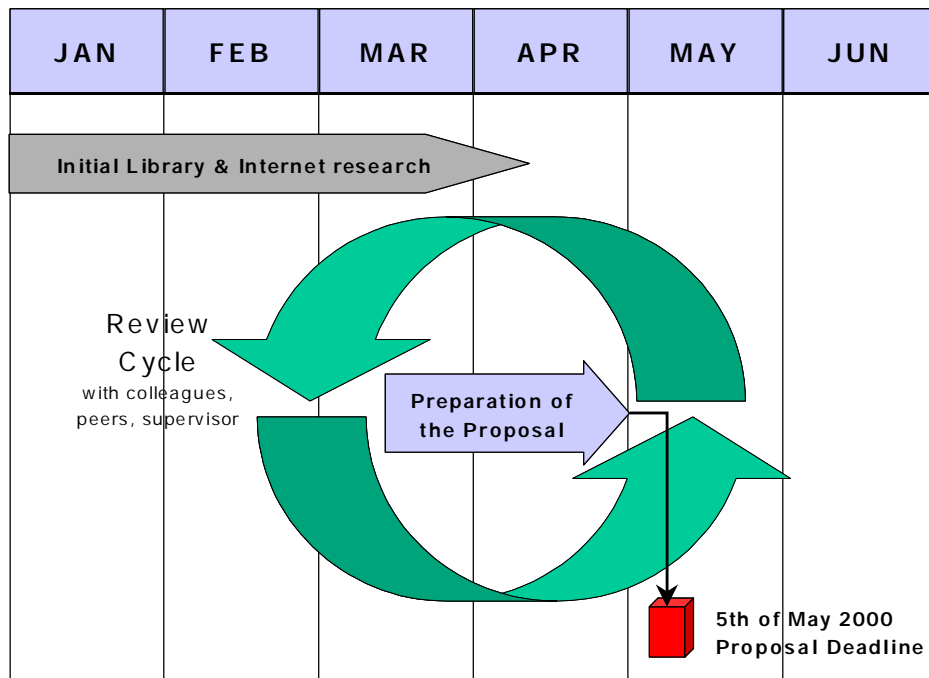 JAN FEB MAR APR MAY JUN
Initial Library & Internet research
Review
Cycle
with colleagues,
peers, supervisor
Preparation of
the Proposal
5th of May 2000
Proposal Deadline